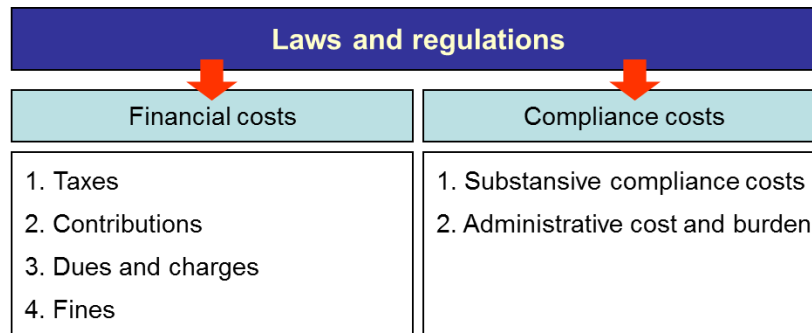 Laws and regulations
Financial costs
Compliance costs
1. Taxes
2. Contributions
3. Dues and charges
4. Fines
1. Substansive compliance costs
2. Administrative cost and burden